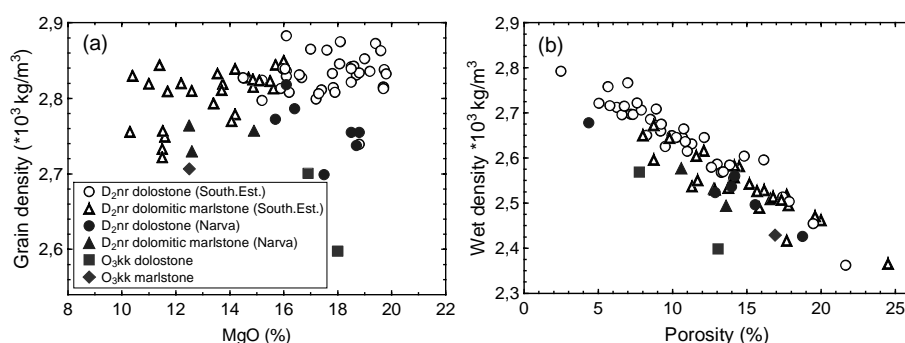 (a)
2,9
2,8
2,7
2,6
Grain density (*10³ kg/m³)
D₂nr dolostone (South.Est.)
D₂nr dolomitic marlstone (South.Est.)
D₂nr dolostone (Narva)
D₂nr dolomitic marlstone (Narva)
O₃kk dolostone
O₃kk marlstone
8 10 12 14 16 18 20 22
MgO (%)
(b)
2,9
2,8
2,7
2,6
2,5
2,4
2,3
Wet density *10³ kg/m³)
0 5 10 15 20 25
Porosity (%)